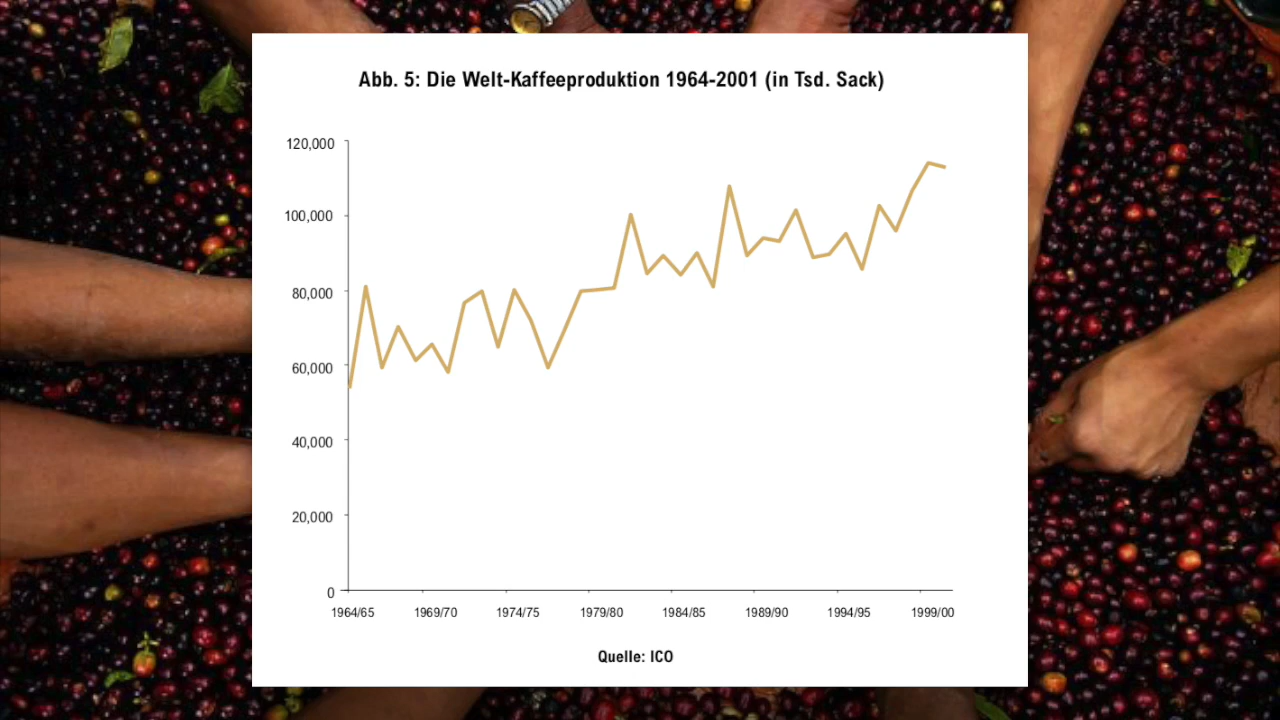 Abb. 5: Die Welt-Kaffeeproduktion 1964-2001 (in Tsd. Sack)
120,000
100,000
80,000
60,000
40,000
20,000
0
1964/65 1969/70 1974/75 1979/80 1984/85 1989/90 1994/95 1999/00
Quelle: ICO